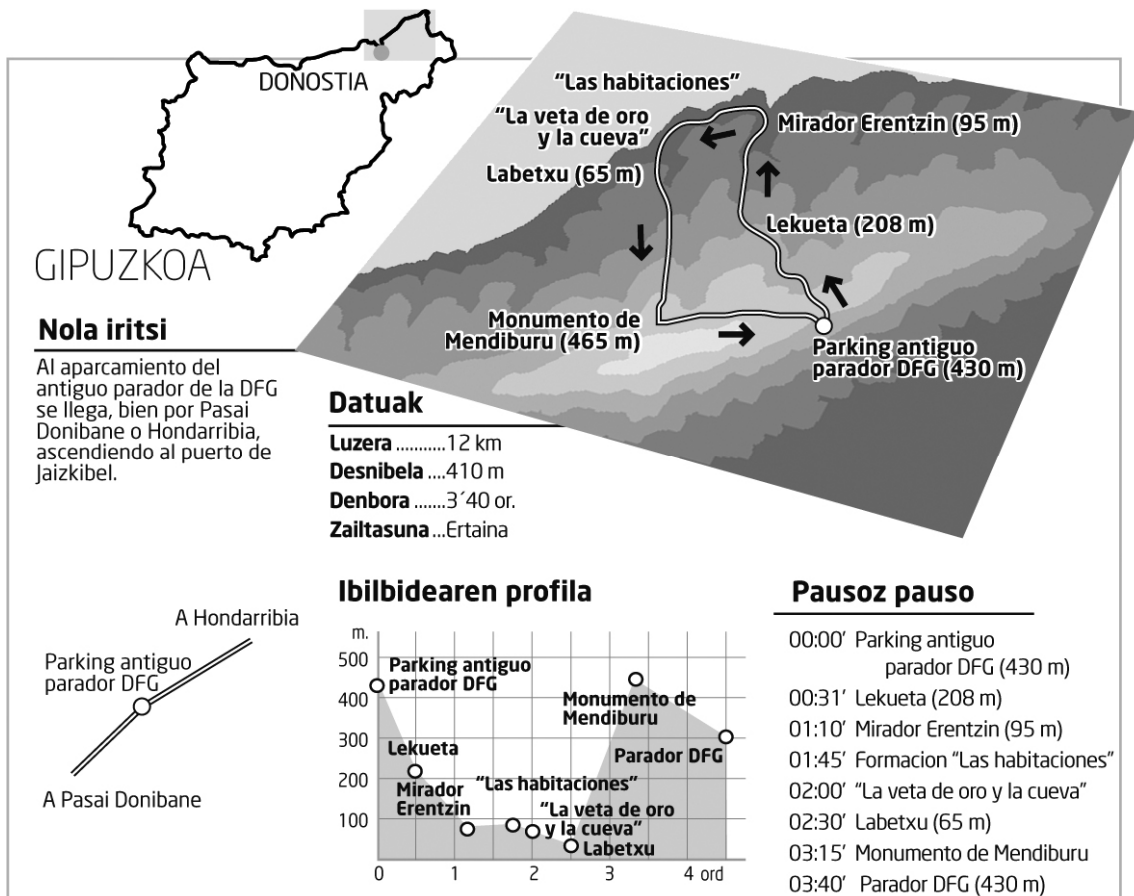 DONOSTIA
GIPUZKOA
"Las habitaciones"
"La veta de oro
y la cueva"
Labetxu (65 m)
Mirador Erentzin (95 m)
Lekueta (208 m)
Monumento de
Mendiburu (465 m)
Parking antiguo
parador DFG (430 m)
Nola iritsi
Al aparcamiento del
antiguo parador de la DFG
se llega, bien por Pasai
Donibane o Hondarribia,
ascendiendo al puerto de
Jaizkibel.
Datuak
Luzera ...........12 km
Desnibela ....410 m
Denbora .......3´40 or.
Zailtasuna ...Ertaina
A Hondarribia
Parking antiguo
parador DFG
A Pasai Donibane
Ibilbidearen profila
m.
500
400
300
200
100
Parking antiguo
parador DFG
Lekueta
Mirador
Erentzin
"Las habitaciones"
"La veta de oro
y la cueva"
Labetxu
Monumento de
Mendiburu
Parador DFG
0 1 2 3 4 ord
Pausoz pauso
00:00' Parking antiguo
parador DFG (430 m)
00:31' Lekueta (208 m)
01:10' Mirador Erentzin (95 m)
01:45' Formacion "Las habitaciones"
02:00' "La veta de oro y la cueva"
02:30' Labetxu (65 m)
03:15' Monumento de Mendiburu
03:40' Parador DFG (430 m)